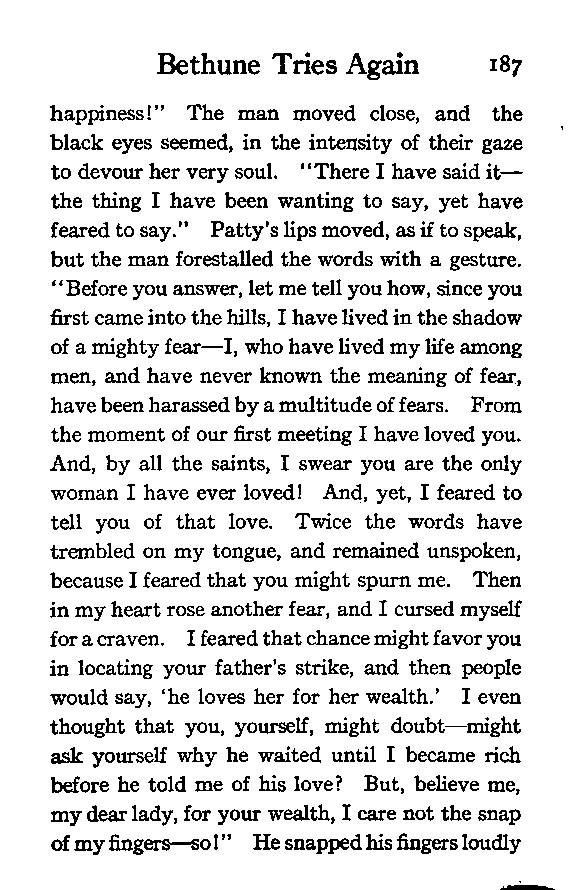 Bethune Tries Again 187
happiness!" The man moved close, and the
black eyes seemed, in the intensity of their gaze
to devour her very soul. "There I have said it—
the thing I have been wanting to say, yet have
feared to say." Patty's lips moved, as if to speak,
but the man forestalled the words with a gesture.
"Before you answer, let me tell you how, since you
first came into the hills, I have lived in the shadow
of a mighty fear—I, who have lived my life among
men, and have never known the meaning of fear,
have been harassed by a multitude of fears. From
the moment of our first meeting I have loved you.
And, by all the saints, I swear you are the only
woman I have ever loved! And, yet, I feared to
tell you of that love. Twice the words have
trembled on my tongue, and remained unspoken,
because I feared that you might spurn me. Then
in my heart rose another fear, and I cursed myself
for a craven. I feared that chance might favor you
in locating your father's strike, and then people
would say, 'he loves her for her wealth.' I even
thought that you, yourself, might doubt—might
ask yourself why he waited until I became rich
before he told me of his love? But, believe me,
my dear lady, for your wealth, I care not the snap
of my fingers—so!" He snapped his fingers loudly